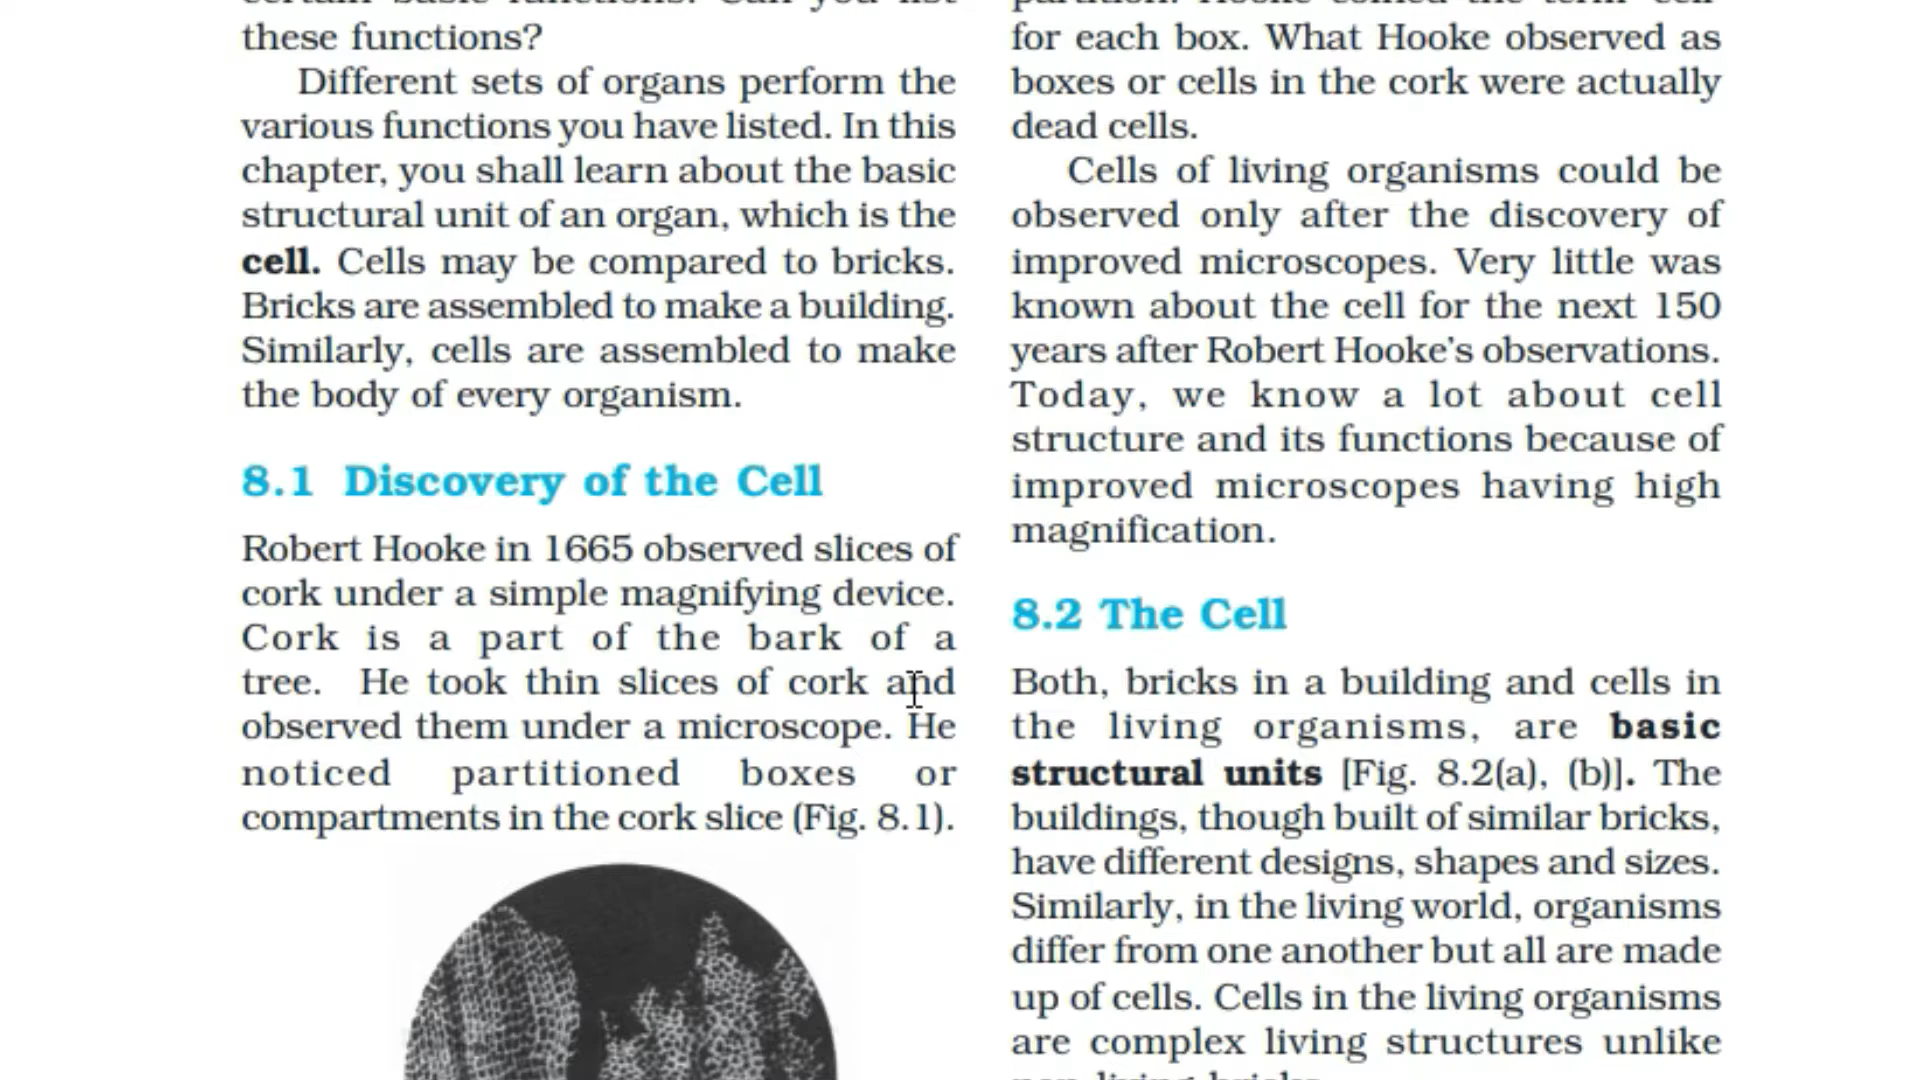 these functions?
Different sets of organs perform the
various functions you have listed. In this
chapter, you shall learn about the basic
structural unit of an organ, which is the
cell. Cells may be compared to bricks.
Bricks are assembled to make a building.
Similarly, cells are assembled to make
the body of every organism.
8.1 Discovery of the Cell
Robert Hooke in 1665 observed slices of
cork under a simple magnifying device.
Cork is a part of the bark of a
tree. He took thin slices of cork and
observed them under a microscope. He
noticed partitioned boxes or
compartments in the cork slice (Fig. 8.1).
for each box. What Hooke observed as
boxes or cells in the cork were actually
dead cells.
Cells of living organisms could be
observed only after the discovery of
improved microscopes. Very little was
known about the cell for the next 150
years after Robert Hooke's observations.
Today, we know a lot about cell
structure and its functions because of
improved microscopes having high
magnification.
8.2 The Cell
Both, bricks in a building and cells in
the living organisms, are basic
structural units [Fig. 8.2(a), (b)]. The
buildings, though built of similar bricks,
have different designs, shapes and sizes.
Similarly, in the living world, organisms
differ from one another but all are made
up of cells. Cells in the living organisms
are complex living structures unlike